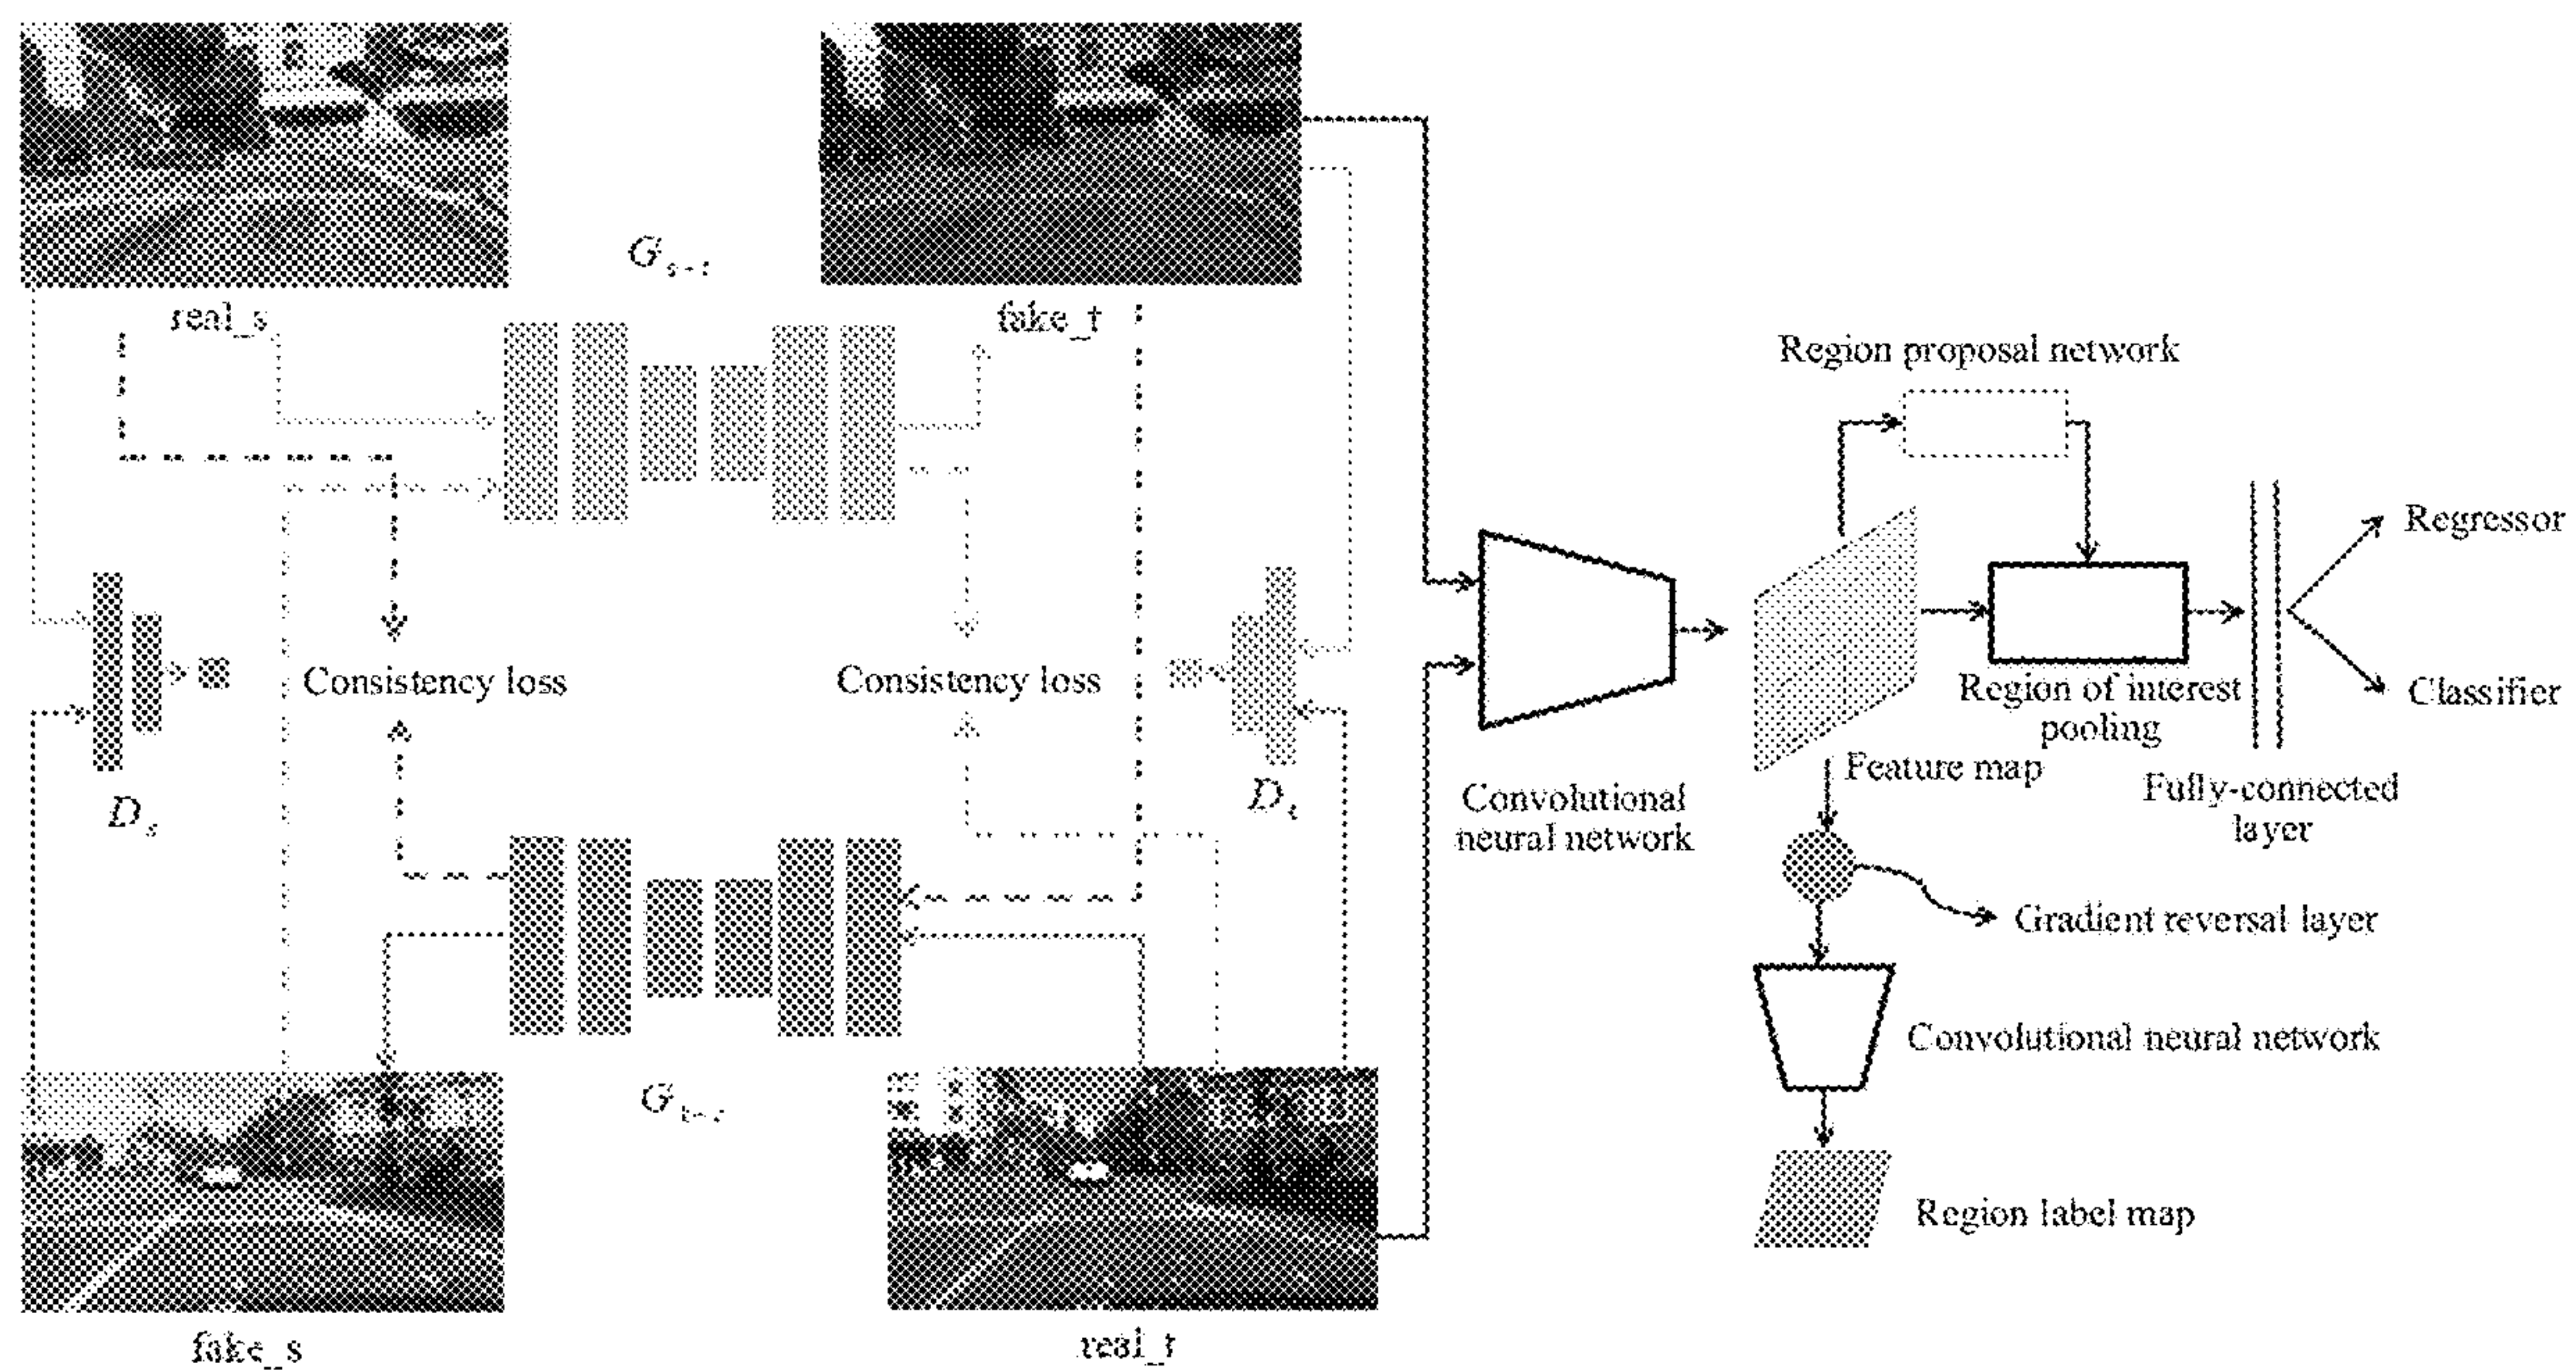 G
real_s
fake_t
Region proposal network
Regressor
Consistency loss
Consistency loss
Classifier
Region of interest
pooling
Feature map
D s
D t
Convolutional
neural network
Fully-connected
layer
Gradient reversal layer
Convolutional neural network
G
Region label map
fake_s
real_t